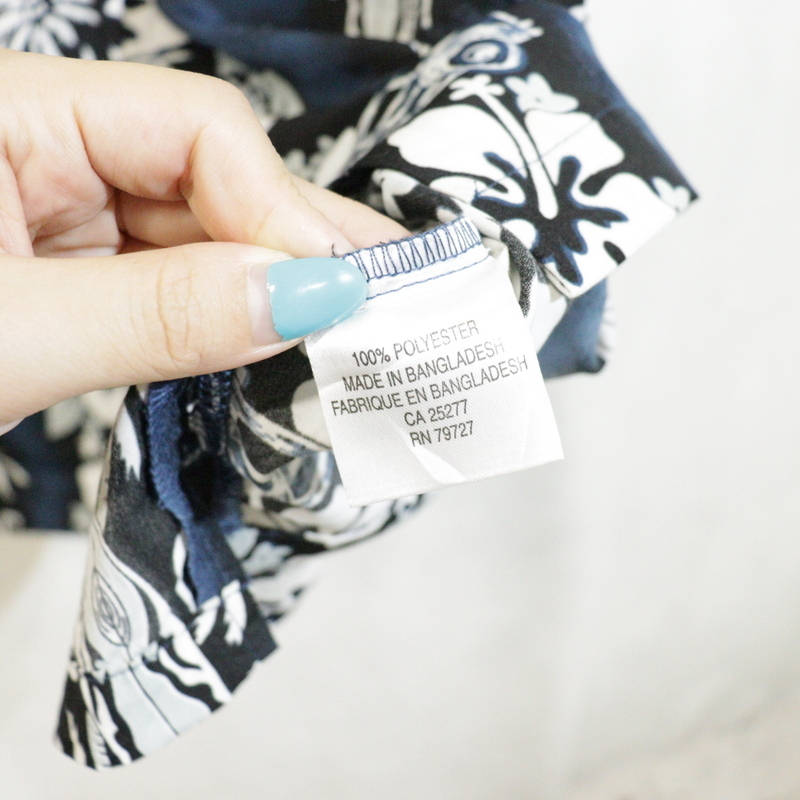 100% POLYESTER
MADE IN BANGLADESH
FABRIQUE EN BANGLADESH
CA 25277
RN 79727